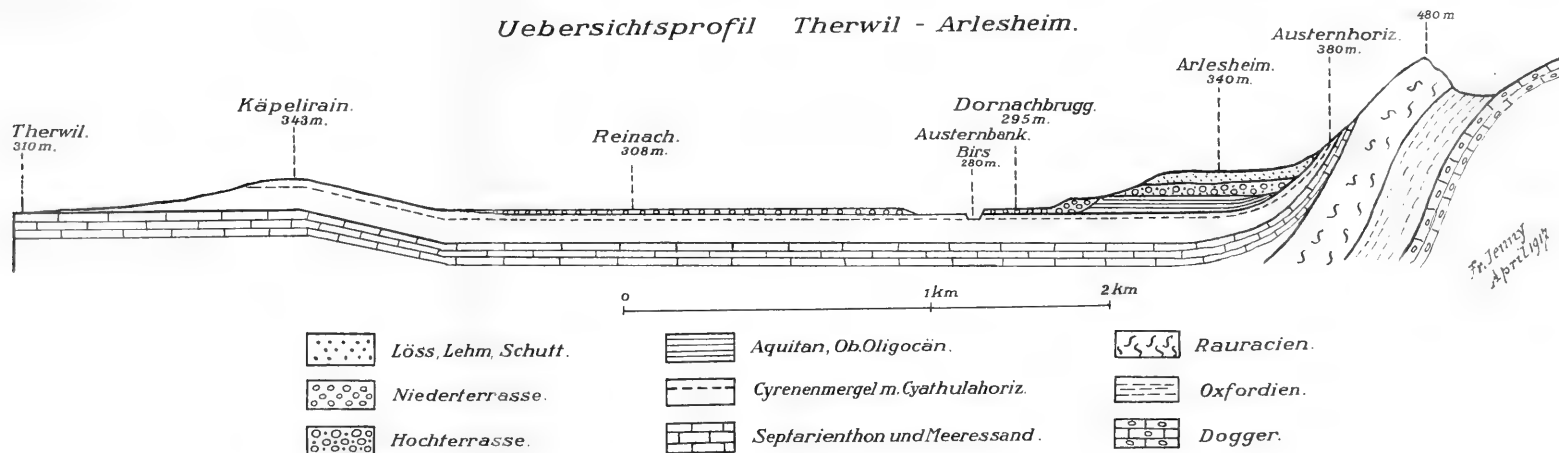 Uebersichtsprofil Therwil - Arlesheim.
480 m
Austernhoriz.
380 m.
Arlesheim.
340 m.
Käpelirain.
343 m.
Dornachbrugg.
295 m.
Therwil.
310 m.
Reinach.
308 m.
Austernbank.
Birs
280 m.
Fr. Jenny
April 1917
0 1 km 2 km
Löss, Lehm, Schutt.
Niederterrasse.
Hochterrasse.
Aquitan, Ob. Oligocän.
Cyrenenmergel m. Cyathulahoriz.
Septarienthon und Meeressand.
Rauracien.
Oxfordien.
Dogger.